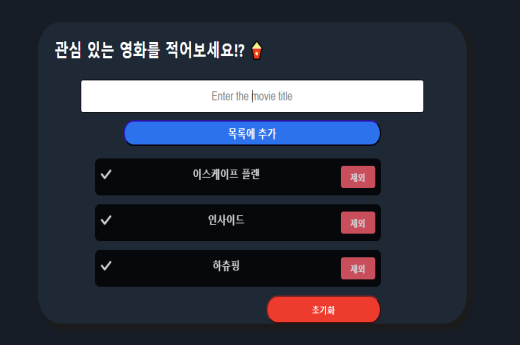 관심 있는 영화를 적어보세요!? 🍿
Enter the movie title
목록에 추가
이스케이프 플랜
제외
인사이드
제외
하츄핑
제외
초기화